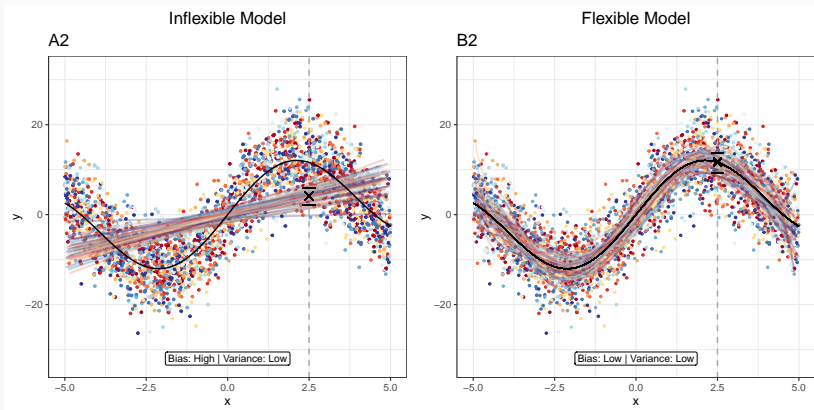 Inflexible Model
A2
y
20
0
−20
Bias: High | Variance: Low
−5.0 −2.5 0.0 2.5 5.0
x
Flexible Model
B2
y
20
0
−20
Bias: Low | Variance: Low
−5.0 −2.5 0.0 2.5 5.0
x